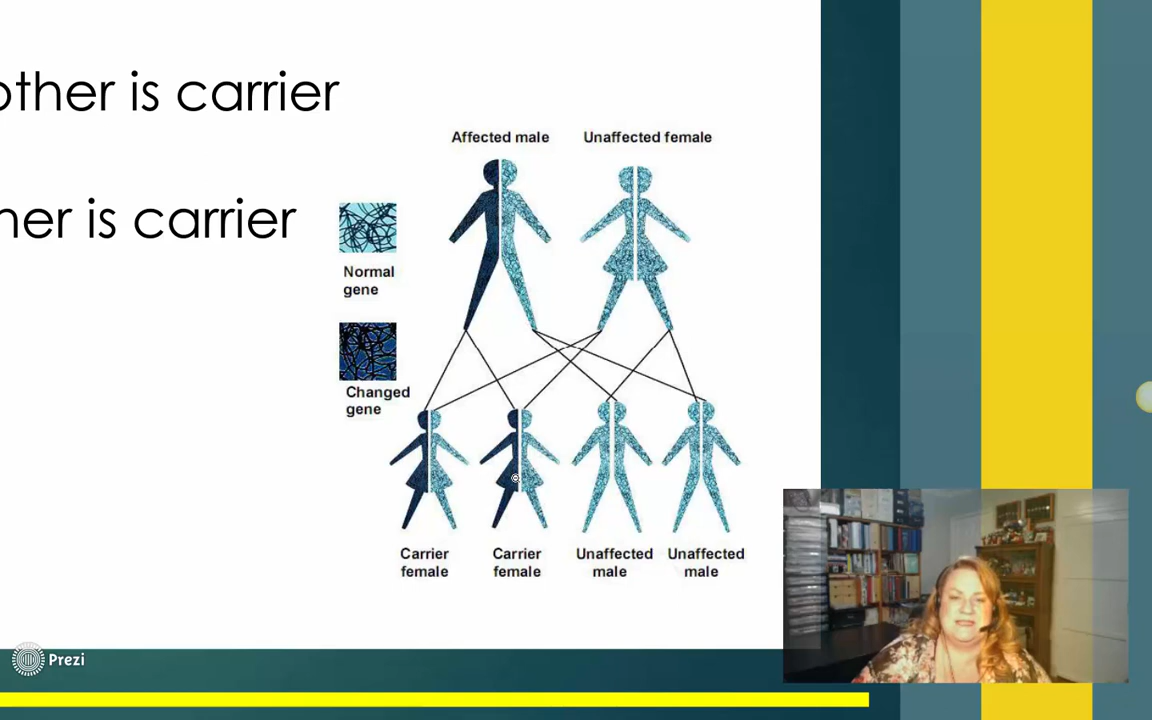 other is carrier
her is carrier
Affected male
Unaffected female
Normal
gene
Changed
gene
Carrier
female
Carrier
female
Unaffected
male
Unaffected
male
Prezi